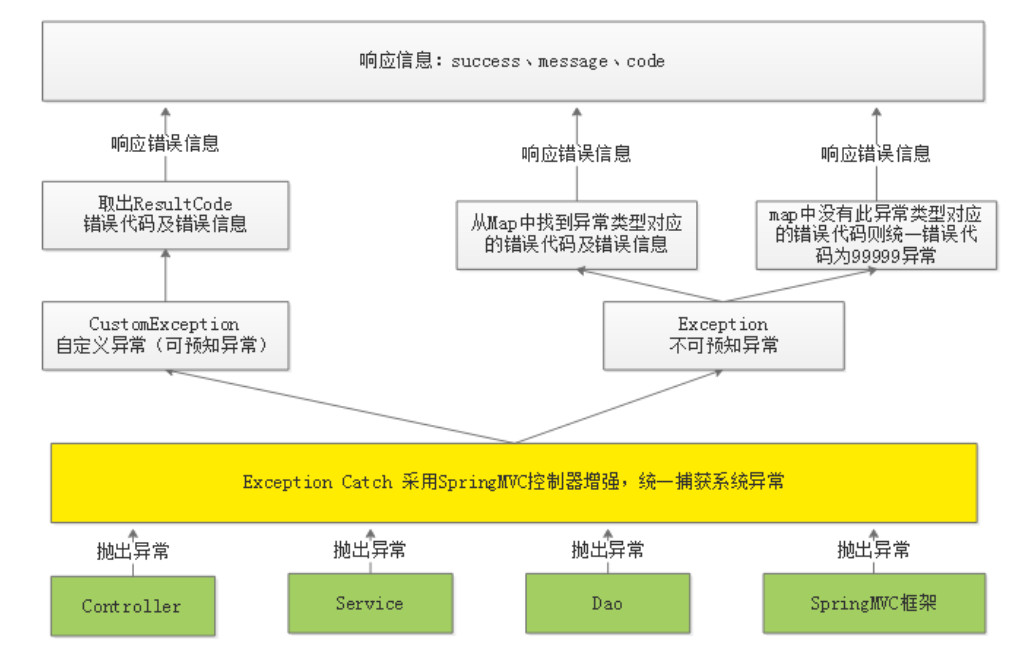 响应信息：success、message、code
响应错误信息
响应错误信息
响应错误信息
取出ResultCode
错误代码及错误信息
从Map中找到异常类型对应
的错误代码及错误信息
map中没有此异常类型对应
的错误代码则统一错误代
码为99999异常
CustomException
自定义异常（可预知异常）
Exception
不可预知异常
Exception Catch 采用SpringMVC控制器增强，统一捕获系统异常
抛出异常
抛出异常
抛出异常
抛出异常
Controller
Service
Dao
SpringMVC框架